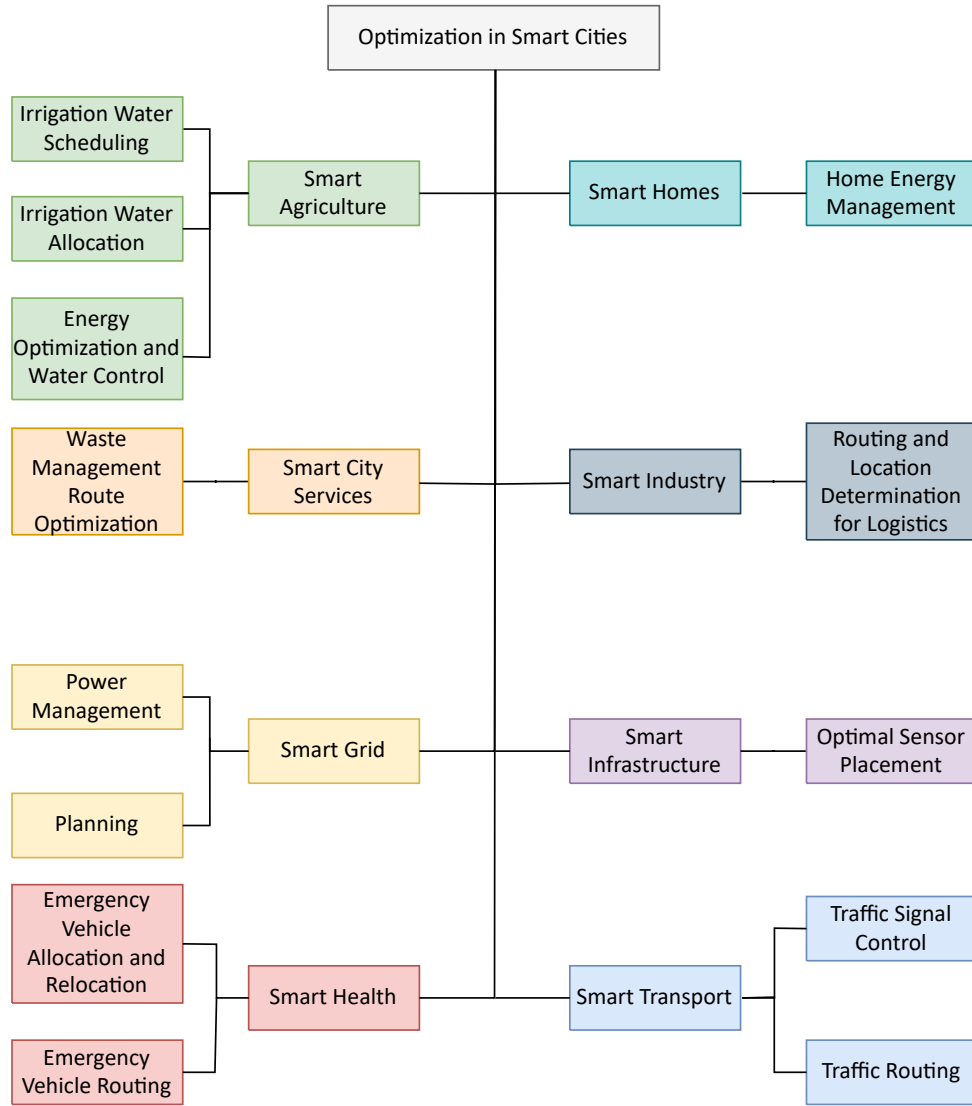 Optimization in Smart Cities
Irrigation Water
Scheduling
Irrigation Water
Allocation
Energy
Optimization and
Water Control
Smart
Agriculture
Smart Homes
Home Energy
Management
Waste
Management
Route
Optimization
Smart City
Services
Smart Industry
Routing and
Location
Determination
for Logistics
Power
Management
Planning
Smart Grid
Smart
Infrastructure
Optimal Sensor
Placement
Emergency
Vehicle
Allocation and
Relocation
Emergency
Vehicle Routing
Smart Health
Smart Transport
Traffic Signal
Control
Traffic Routing